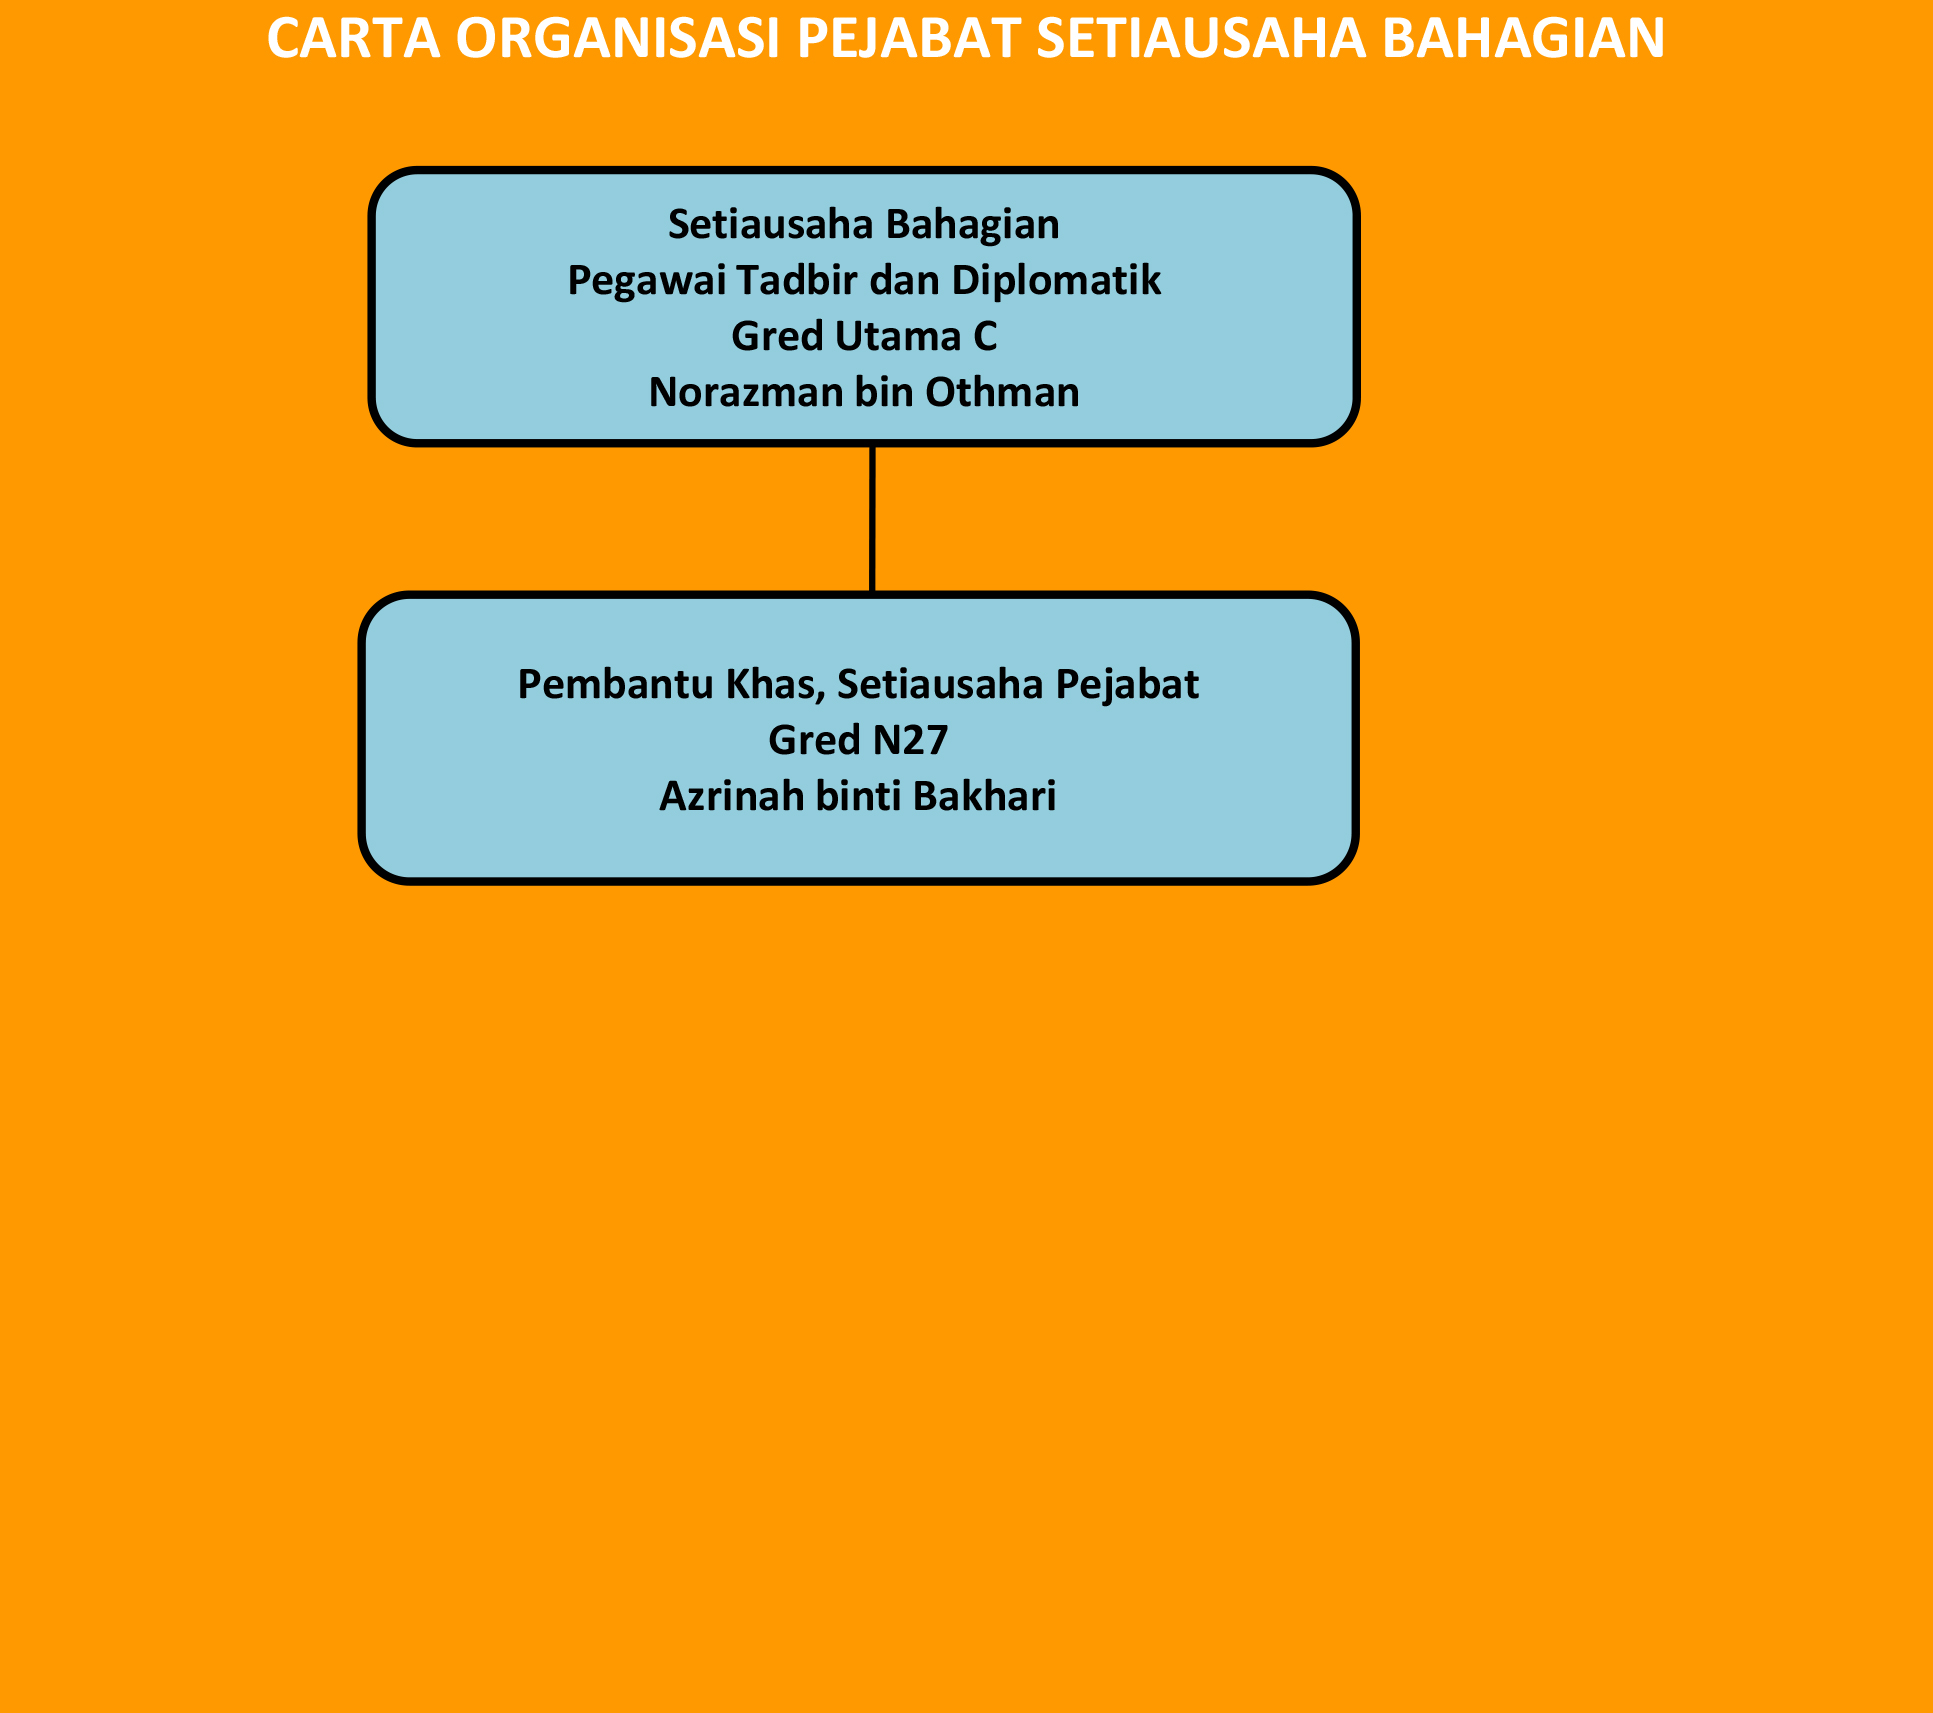 CARTA ORGANISASI PEJABAT SETIAUSAHA BAHAGIAN
Setiausaha Bahagian
Pegawai Tadbir dan Diplomatik
Gred Utama C
Norazman bin Othman
Pembantu Khas, Setiausaha Pejabat
Gred N27
Azrinah binti Bakhari